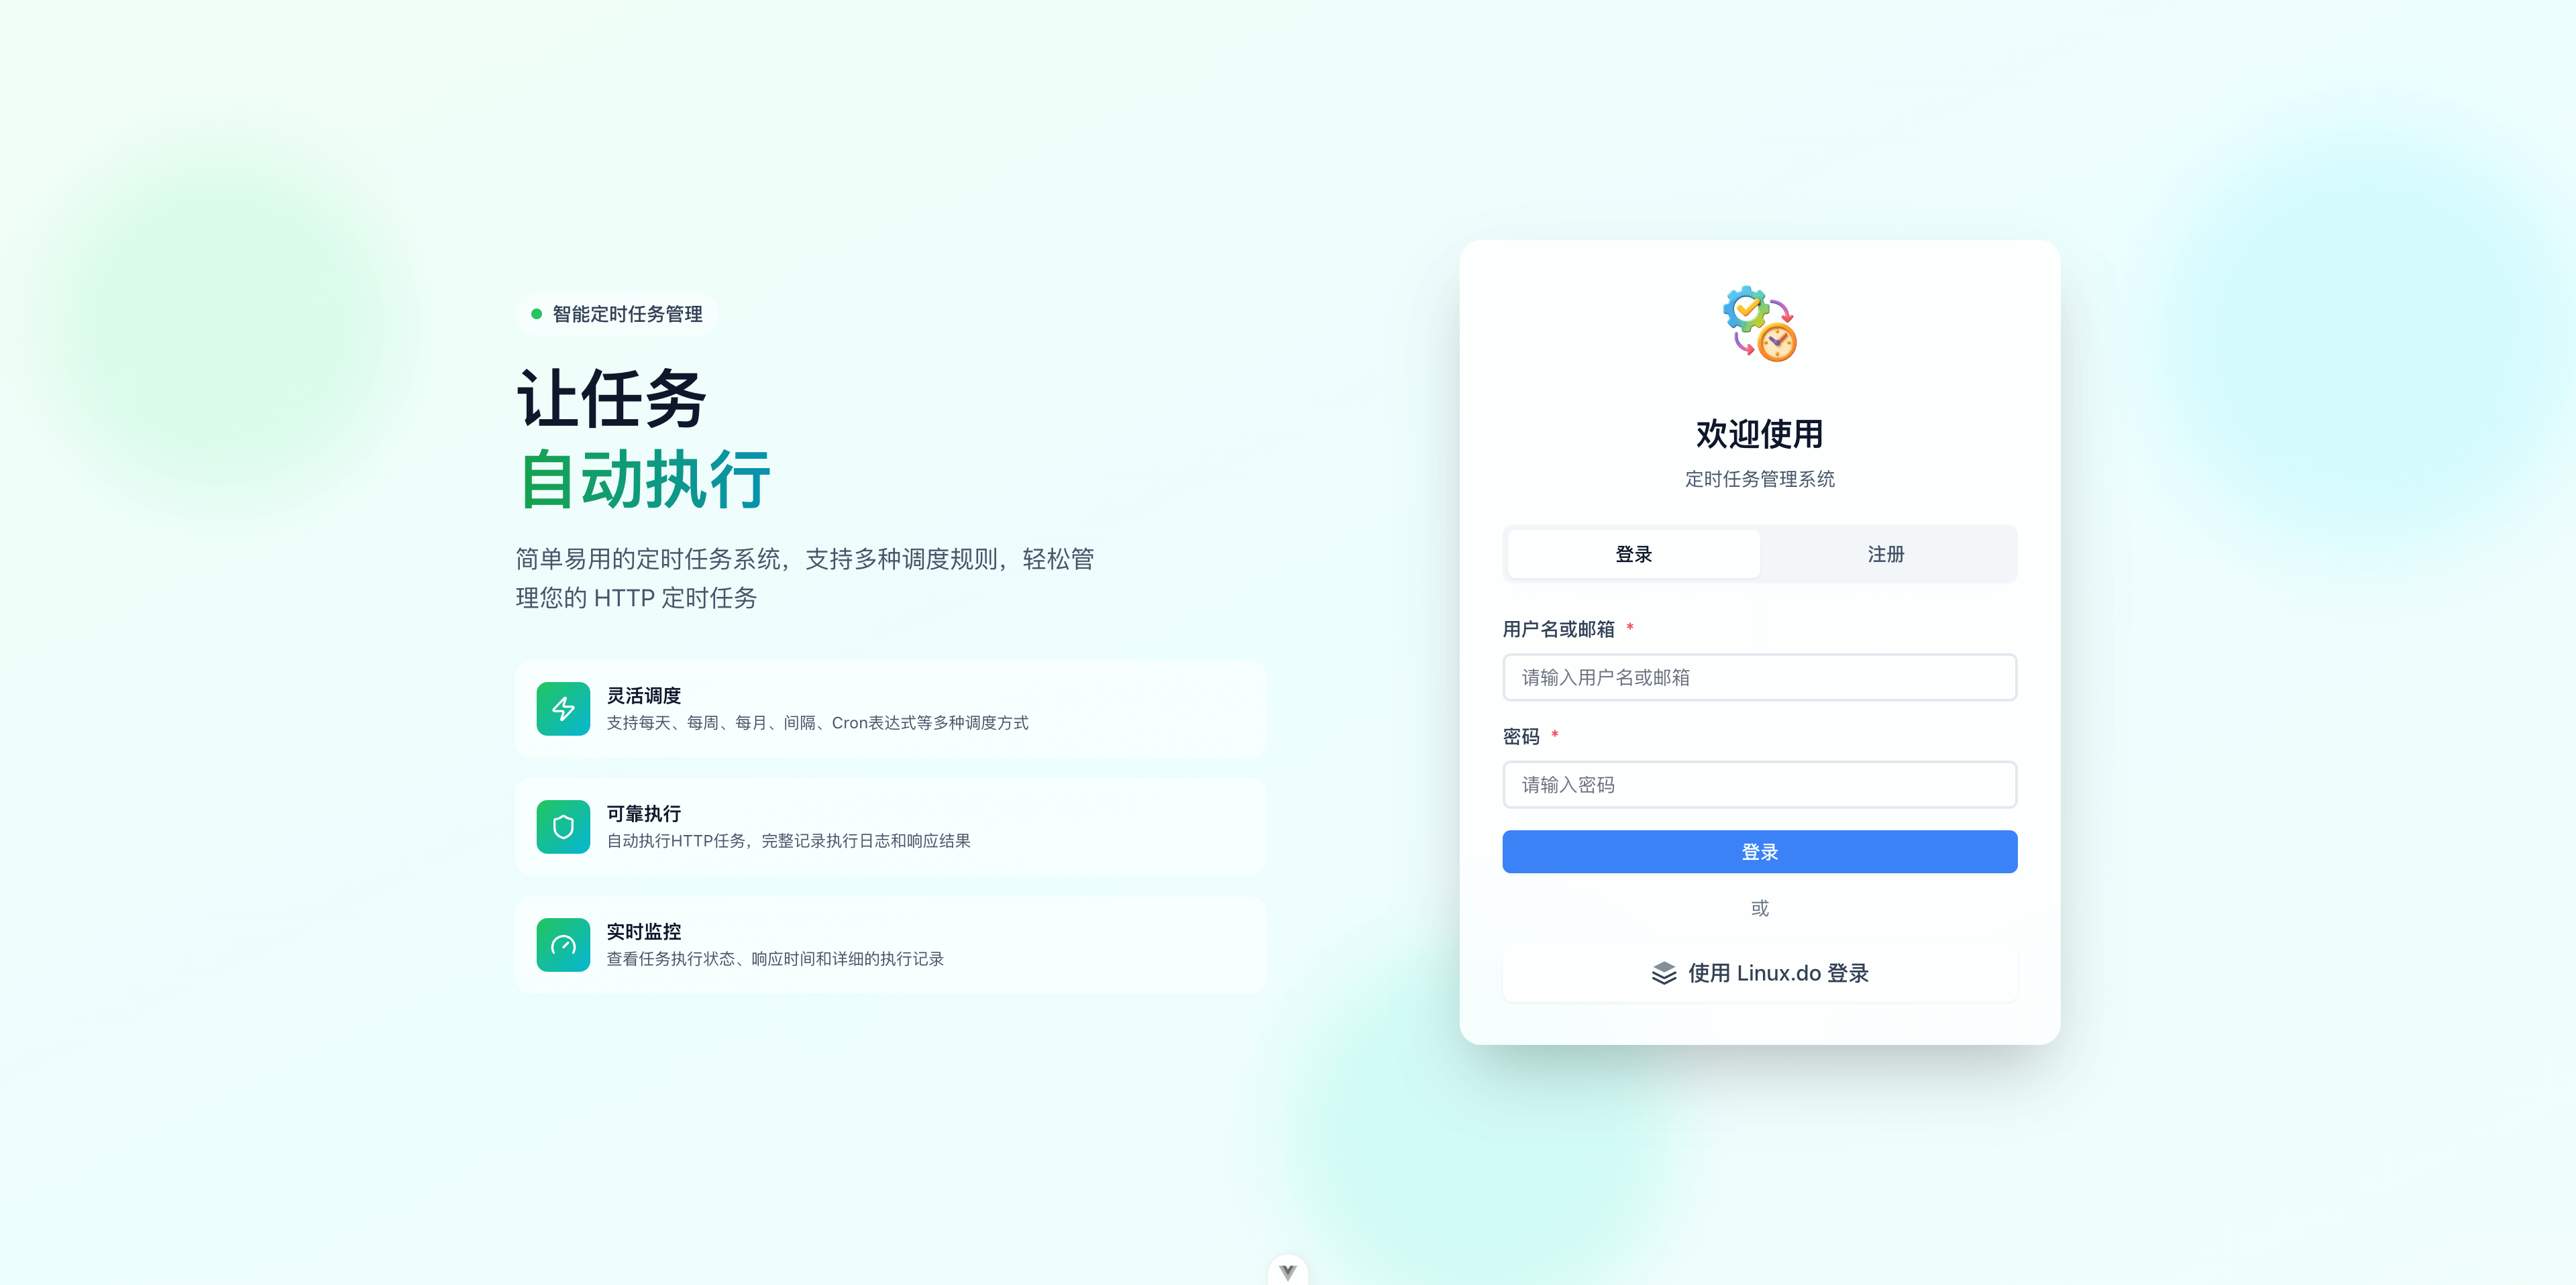 智能定时任务管理
让任务
自动执行
简单易用的定时任务系统，支持多种调度规则，轻松管
理您的 HTTP 定时任务
灵活调度
支持每天、每周、每月、间隔、Cron表达式等多种调度方式
可靠执行
自动执行HTTP任务，完整记录执行日志和响应结果
实时监控
查看任务执行状态、响应时间和详细的执行记录
欢迎使用
定时任务管理系统
登录
注册
用户名或邮箱 *
请输入用户名或邮箱
密码 *
请输入密码
登录
或
使用 Linux.do 登录